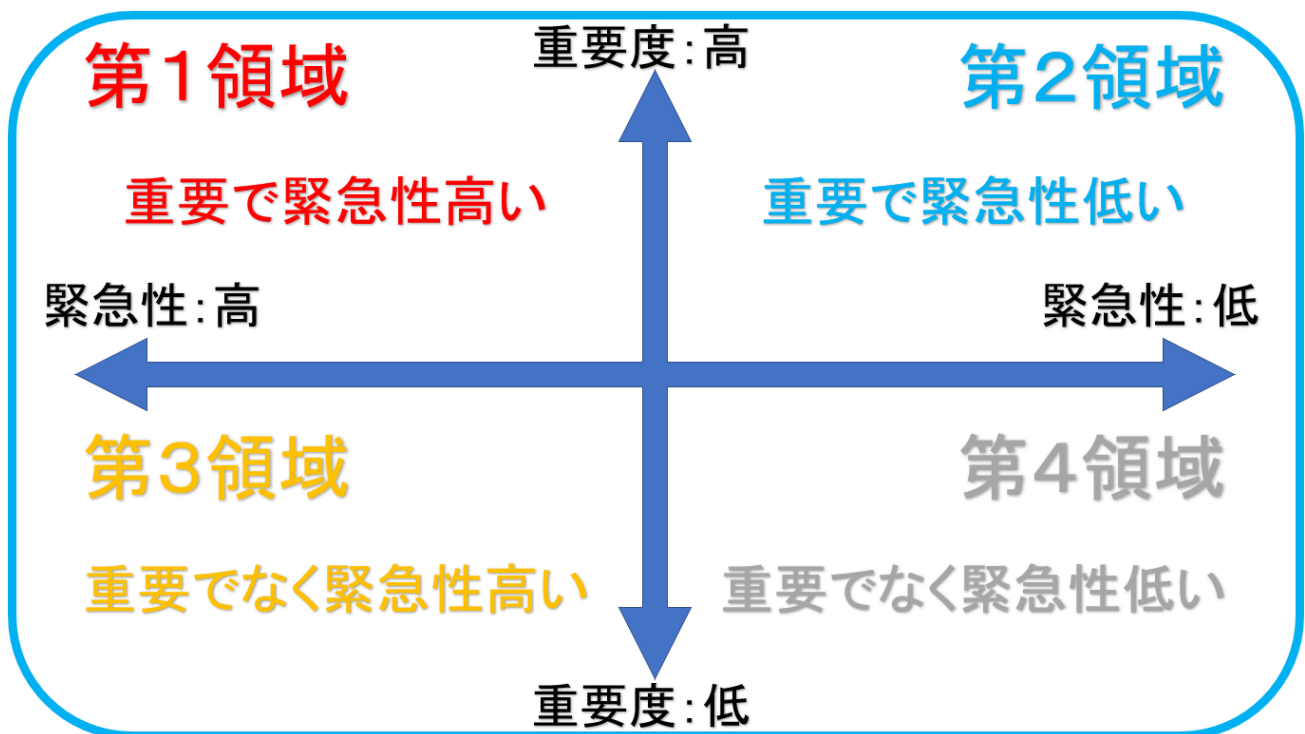 重要度:高
第1領域
第2領域
重要で緊急性高い
重要で緊急性低い
緊急性:高
緊急性:低
第3領域
第4領域
重要でなく緊急性高い
重要でなく緊急性低い
重要度:低